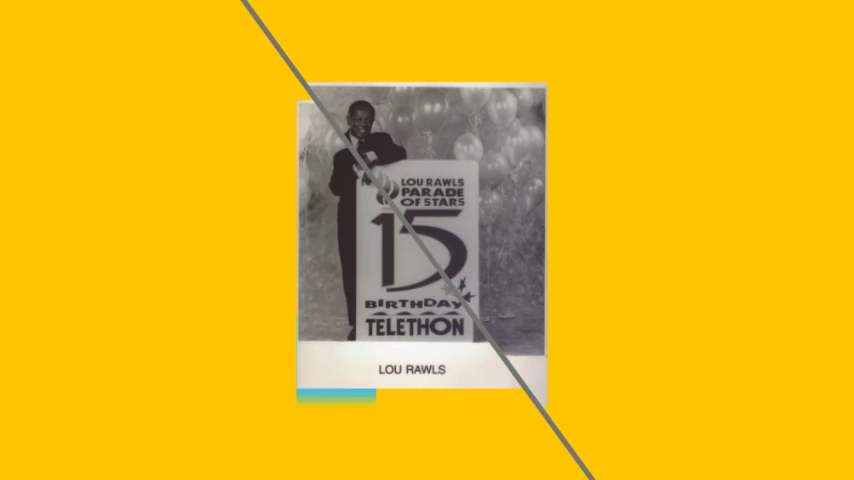 LOU RAWLS
PARADE
OF STARS
15
BIRTHDAY
TELETHON
LOU RAWLS